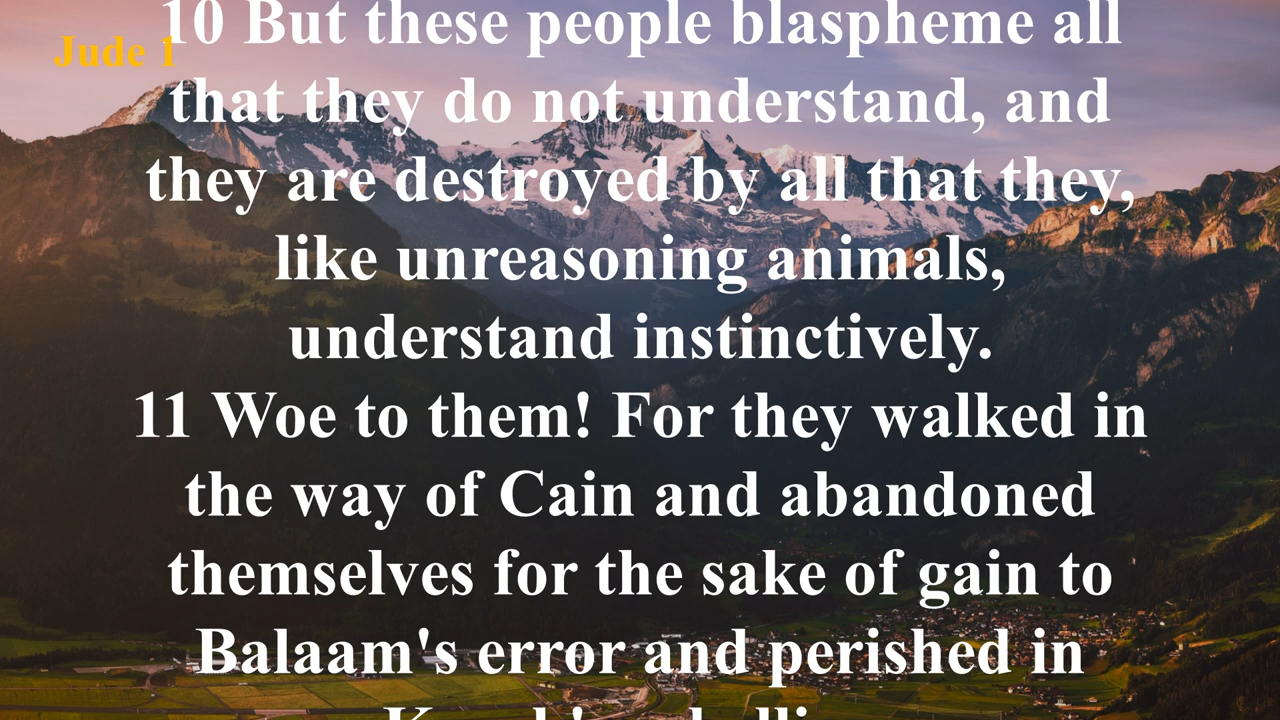 Jude 1
10 But these people blaspheme all
that they do not understand, and
they are destroyed by all that they,
like unreasoning animals,
understand instinctively.
11 Woe to them! For they walked in
the way of Cain and abandoned
themselves for the sake of gain to
Balaam's error and perished in